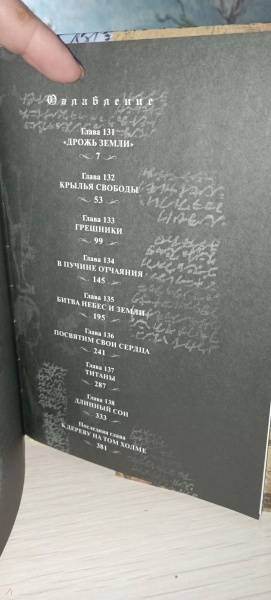 Оглавление
Глава 131
«ДРОЖЬ ЗЕМЛИ»
7
Глава 132
КРЫЛЬЯ СВОБОДЫ
53
Глава 133
ГРЕШНИКИ
99
Глава 134
В ПУЧИНЕ ОТЧАЯНИЯ
145
Глава 135
БИТВА НЕБЕС И ЗЕМЛИ
195
Глава 136
ПОСВЯТИМ СВОИ СЕРДЦА
241
Глава 137
ТИТАНЫ
287
Глава 138
ДЛИННЫЙ СОН
333
Последняя глава
К ДЕРЕВУ НА ТОМ ХОЛМЕ
381